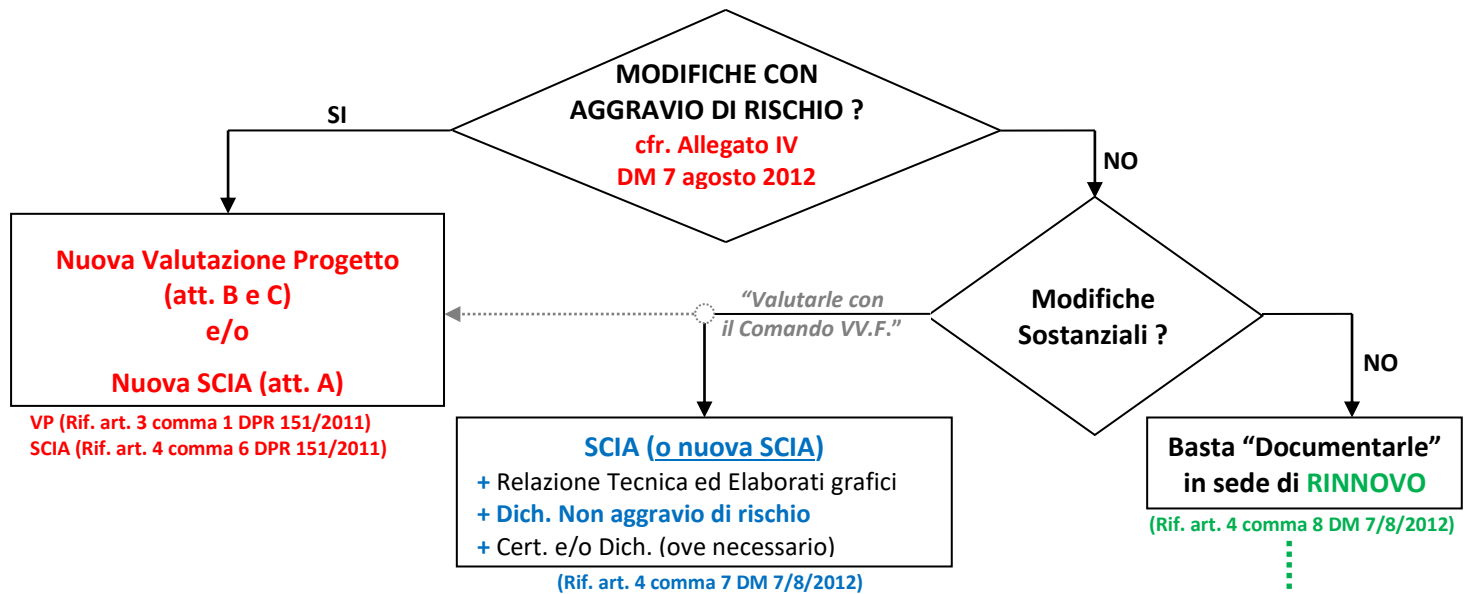 MODIFICHE CON
AGGRAVIO DI RISCHIO ?
cfr. Allegato IV
DM 7 agosto 2012
SI
NO
Nuova Valutazione Progetto
(att. B e C)
e/o
Nuova SCIA (att. A)
VP (Rif. art. 3 comma 1 DPR 151/2011)
SCIA (Rif. art. 4 comma 6 DPR 151/2011)
“Valutarle con
il Comando VV.F.”
Modifiche
Sostanziali ?
NO
SCIA (o nuova SCIA)
+ Relazione Tecnica ed Elaborati grafici
+ Dich. Non aggravio di rischio
+ Cert. e/o Dich. (ove necessario)
(Rif. art. 4 comma 7 DM 7/8/2012)
Basta “Documentarle”
in sede di RINNOVO
(Rif. art. 4 comma 8 DM 7/8/2012)